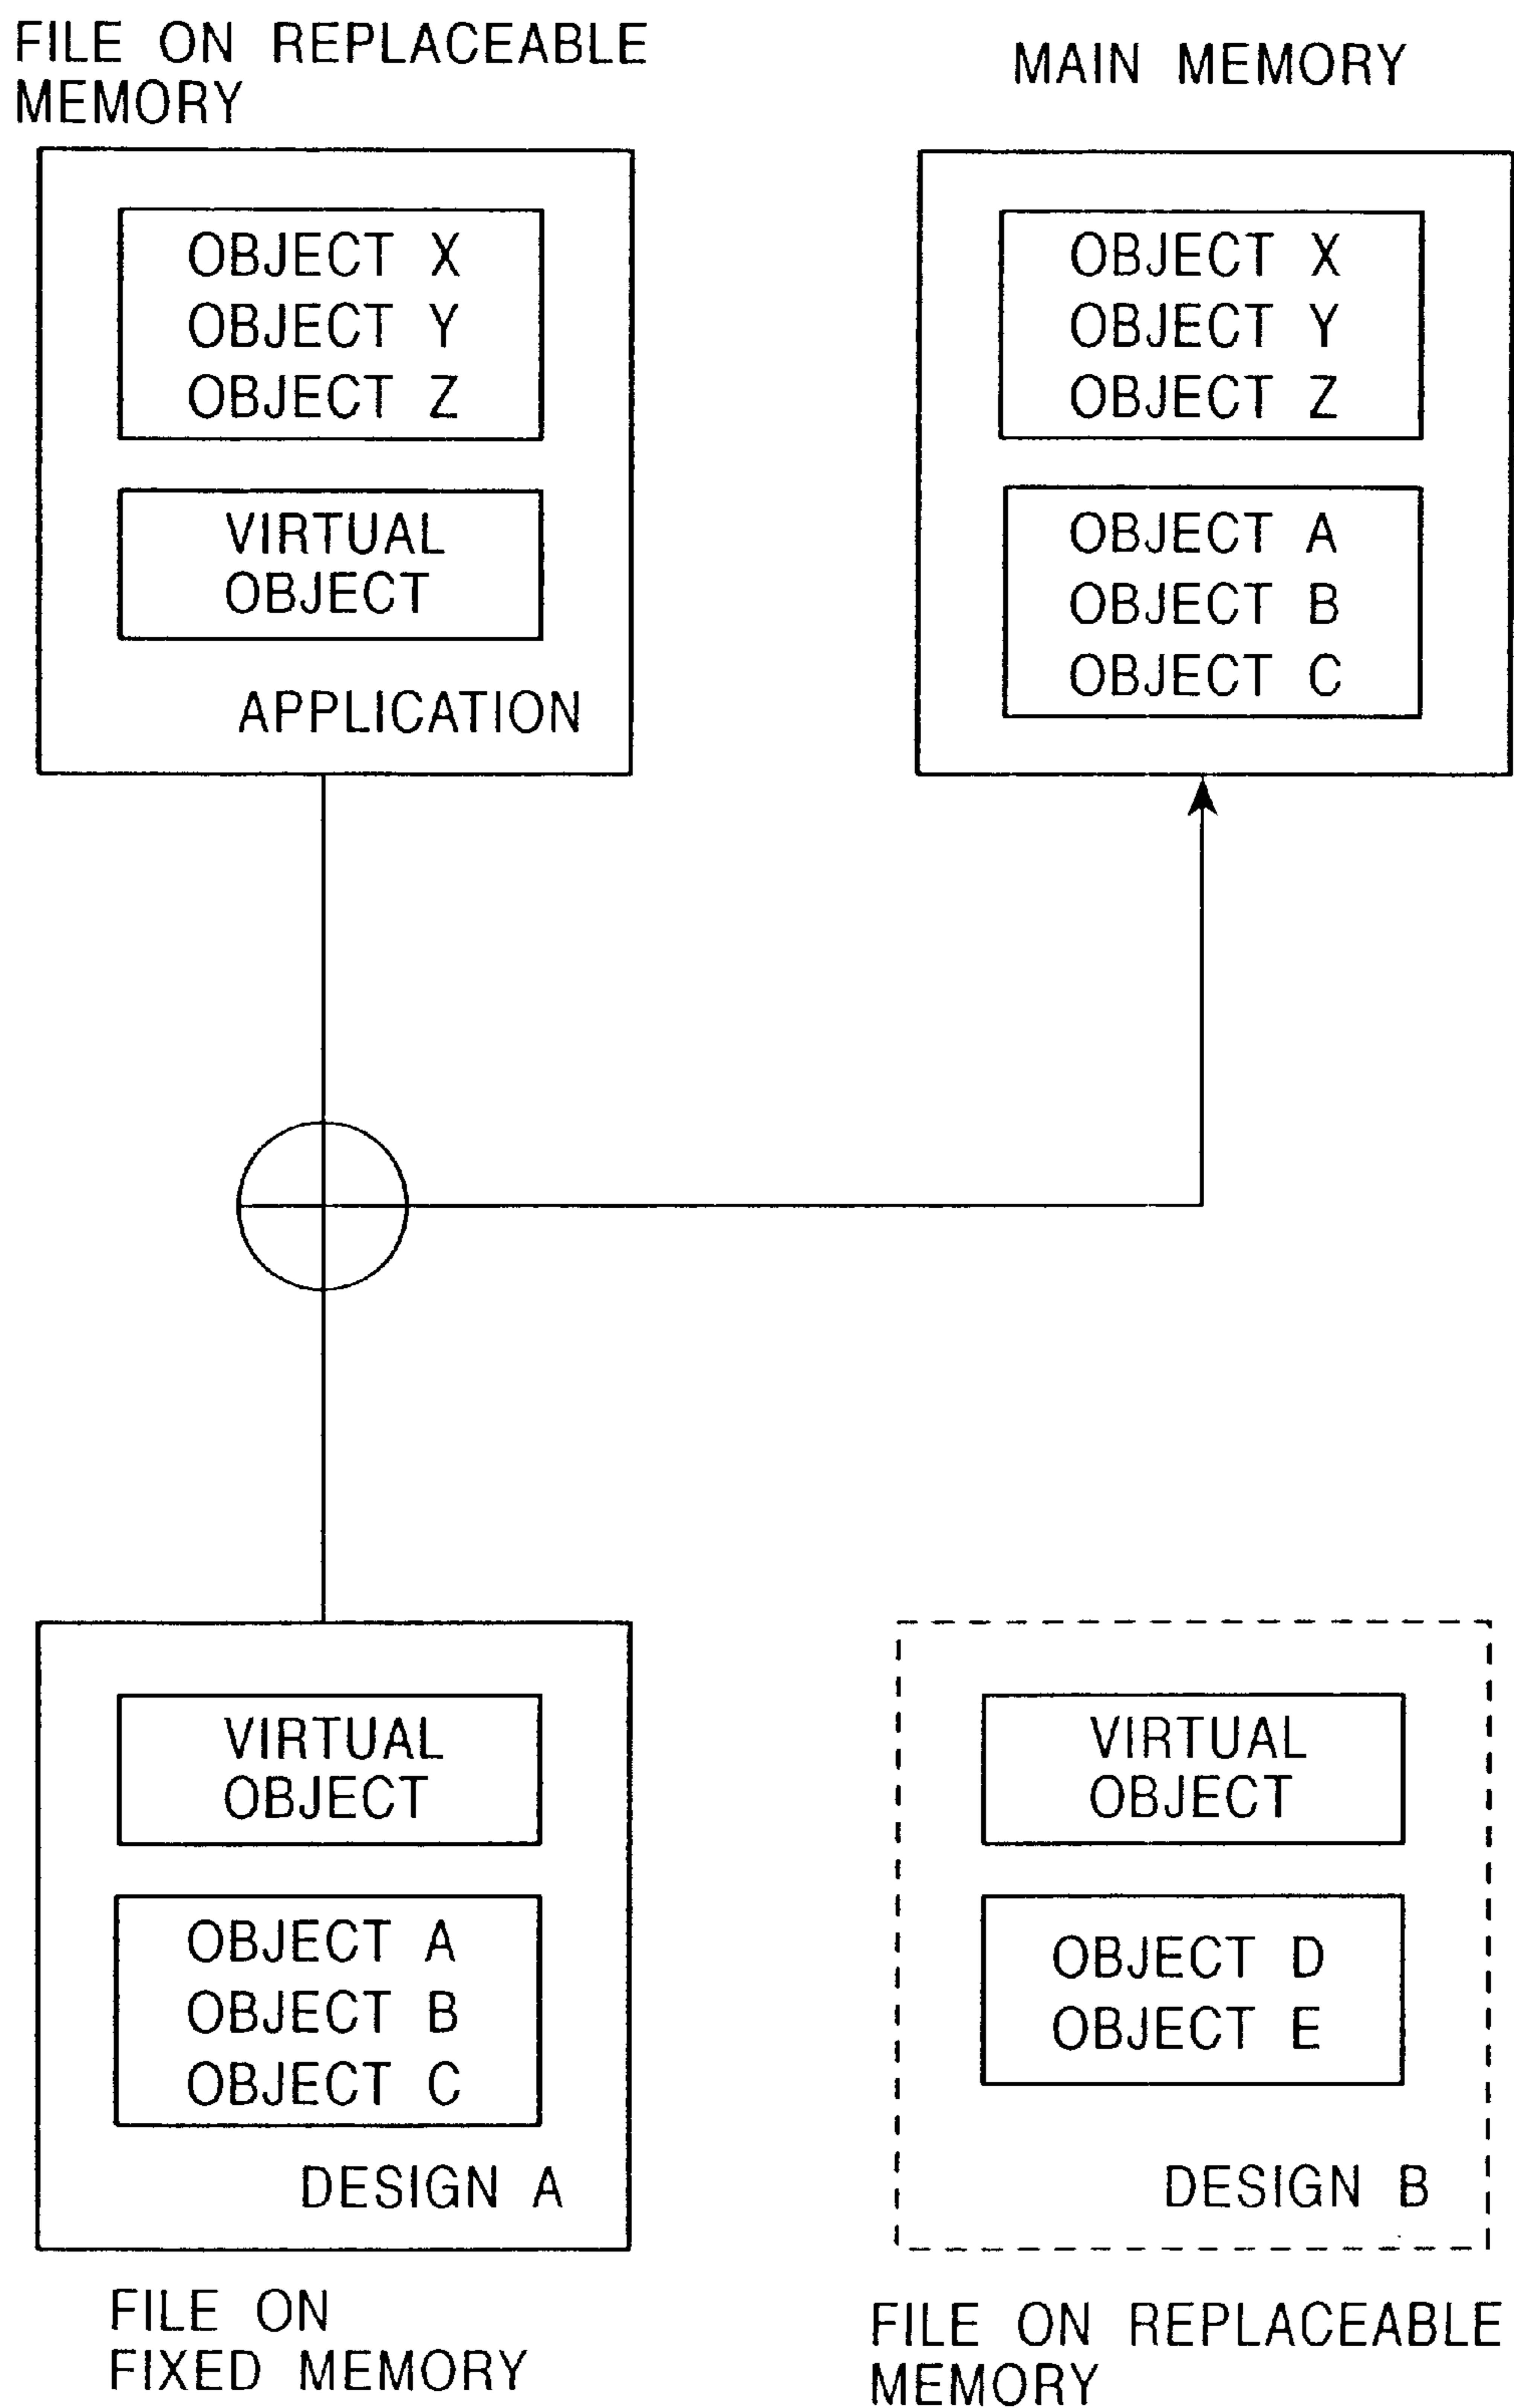 FILE ON REPLACEABLE
MEMORY
OBJECT X
OBJECT Y
OBJECT Z
VIRTUAL
OBJECT
APPLICATION
MAIN MEMORY
OBJECT X
OBJECT Y
OBJECT Z
OBJECT A
OBJECT B
OBJECT C
VIRTUAL
OBJECT
OBJECT A
OBJECT B
OBJECT C
DESIGN A
FILE ON
FIXED MEMORY
VIRTUAL
OBJECT
OBJECT D
OBJECT E
DESIGN B
FILE ON REPLACEABLE
MEMORY